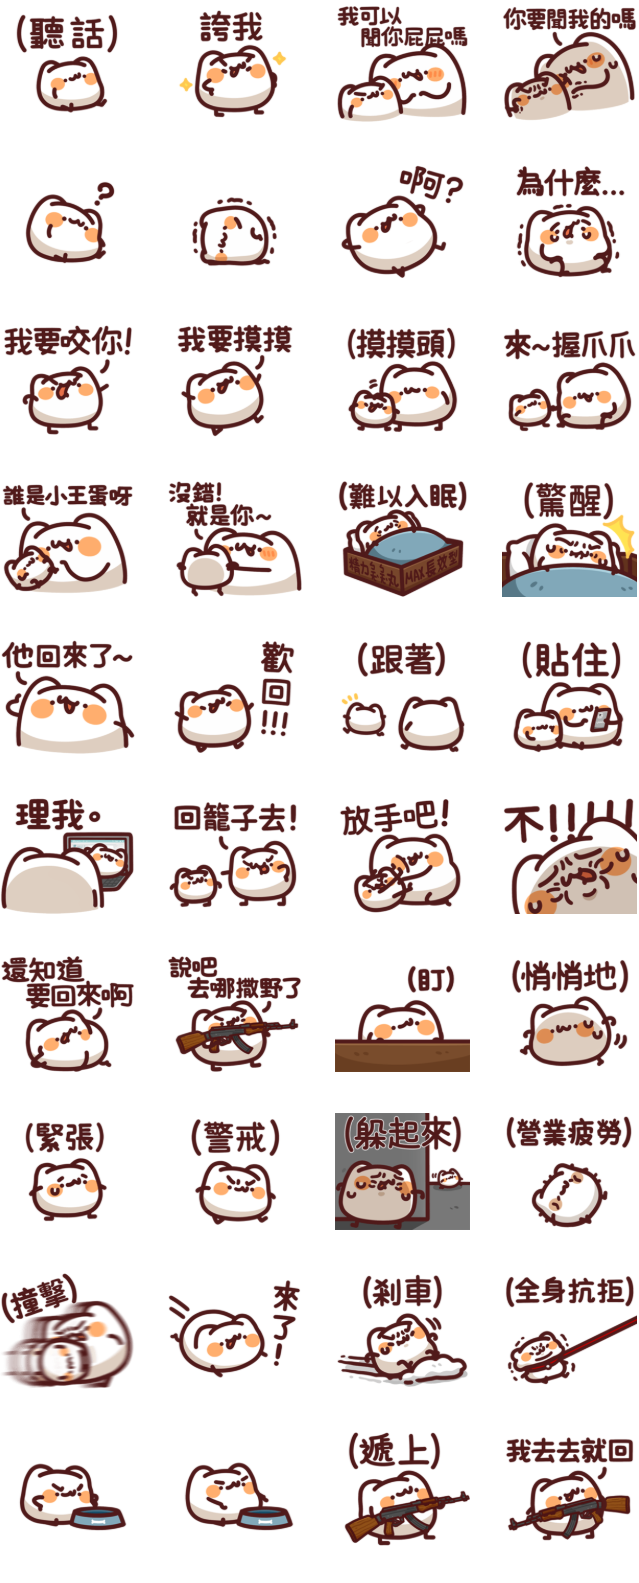 (聽話)
誇我
我可以
聞你屁屁嗎
你要聞我的嗎
?
啊?
為什麼...
我要咬你!
我要摸摸
(摸摸頭)
來~握爪爪
誰是小王蛋呀
沒錯!
就是你~
(難以入眠)
精力
丸
MAX長效型
(驚醒)
他回來了~
歡回!!!
(跟著)
(貼住)
理我。
回籠子去!
放手吧!
不!!!!!
還知道
要回來啊
說吧
去哪撒野了
(盯)
(悄悄地)
(緊張)
(警戒)
(躲起來)
(營業疲勞)
(撞擊)
來了!
(剎車)
(全身抗拒)
(遞上)
我去去就回